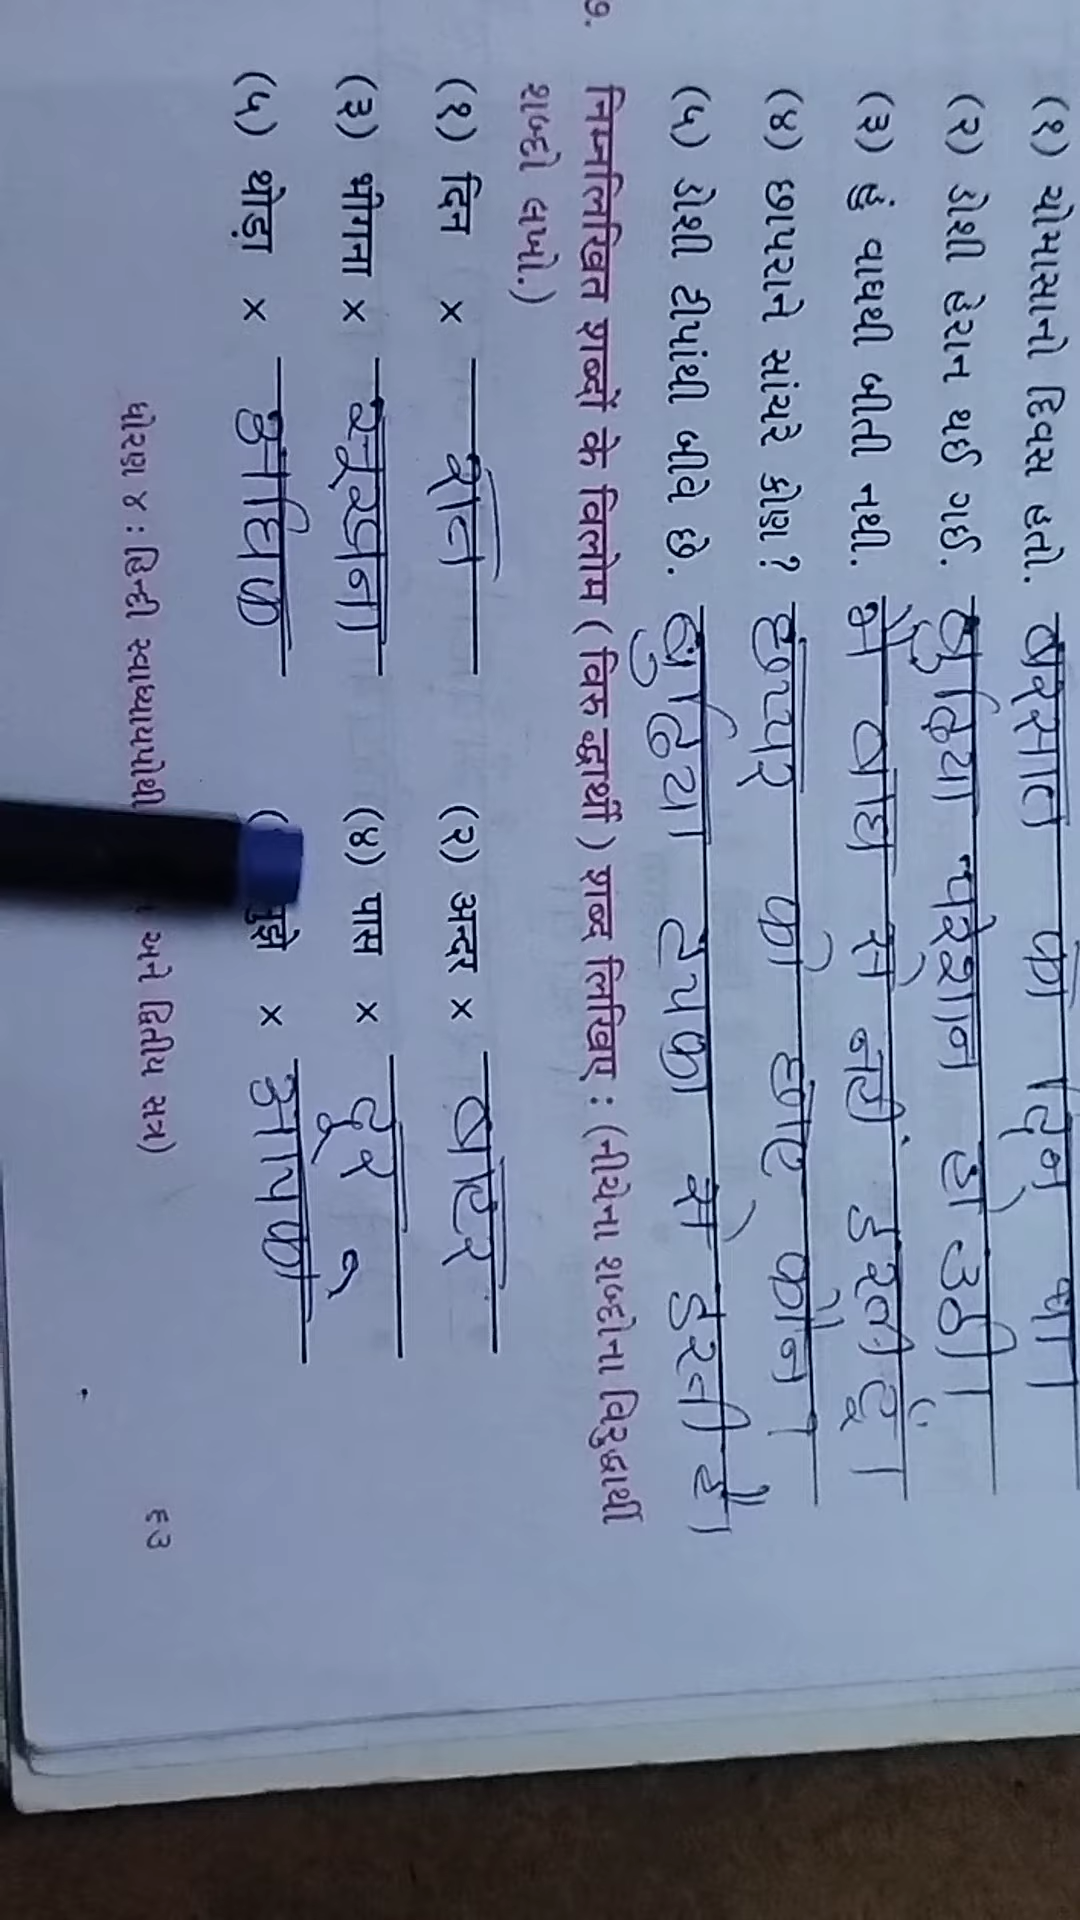 (१) ચોમાસાનો દિવસ હતો. बरसात का दिन था
(२) ડોશી હેરાન થઈ ગઈ. बुढ़िया परेशान हो उठी।
(३) હું વાઘથી બીતી નથી. मैं बाघ से नहीं डरती हूँ।
(४) છાપરાને સાંચરે કોણ? छप्पर को छाए कौन?
(५) ડોશી ટીપાંથી બીવે છે. बुढ़िया टपका से डरती है।
૭. निम्नलिखित शब्दों के विलोम (विरुद्धार्थी) शब्द लिखिए : (નીચેના શબ્દોના વિરુદ્ધાર્થી
શબ્દો લખો.)
(१) दिन × रात (२) अन्दर × बाहर
(३) भीगना × सूखना (४) पास × दूर
(५) थोड़ा × अधिक × आपको
ધોરણ ૪ : હિન્દી સ્વાધ્યાયપોથી અને દ્વિતીય સત્ર) ૬૩